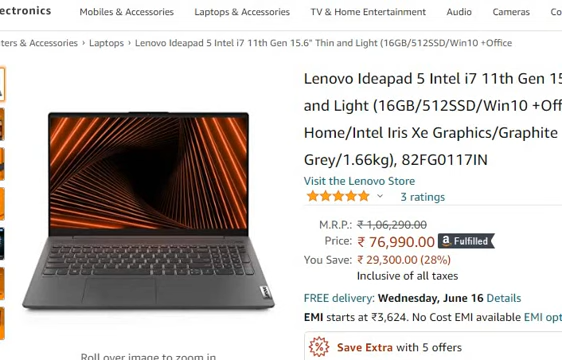 ectronics
Mobiles & Accessories
Laptops & Accessories
TV & Home Entertainment
Audio
Cameras
ters & Accessories › Laptops › Lenovo Ideapad 5 Intel i7 11th Gen 15.6" Thin and Light (16GB/512SSD/Win10 +Office
Lenovo Ideapad 5 Intel i7 11th Gen
and Light (16GB/512SSD/Win10
Home/Intel Iris Xe Graphics/Graphite
Grey/1.66kg), 82FG0117IN
Visit the Lenovo Store
3 ratings
M.R.P.: ₹ 1,06,290.00
Price: ₹ 76,990.00 a Fulfilled
You Save: ₹ 29,300.00 (28%)
Inclusive of all taxes
FREE delivery: Wednesday, June 16 Details
EMI starts at ₹3,624. No Cost EMI available EMI
Save Extra with 5 offers
Roll over image to zoom in